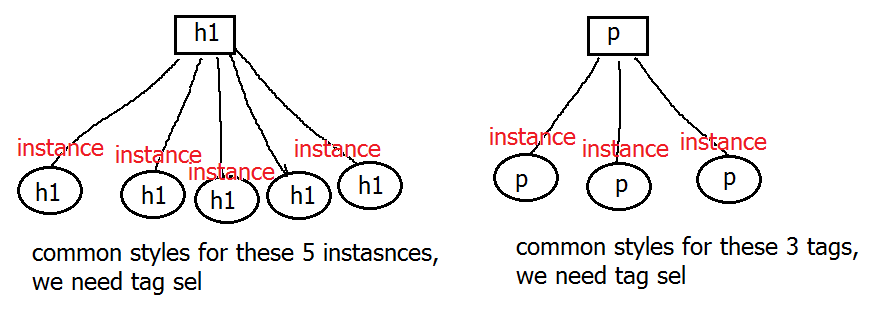 h1
instance
instance
instance
instance
h1
h1
h1
h1
h1
common styles for these 5 instasnces,
we need tag sel
p
instance
instance
instance
p
p
p
common styles for these 3 tags,
we need tag sel